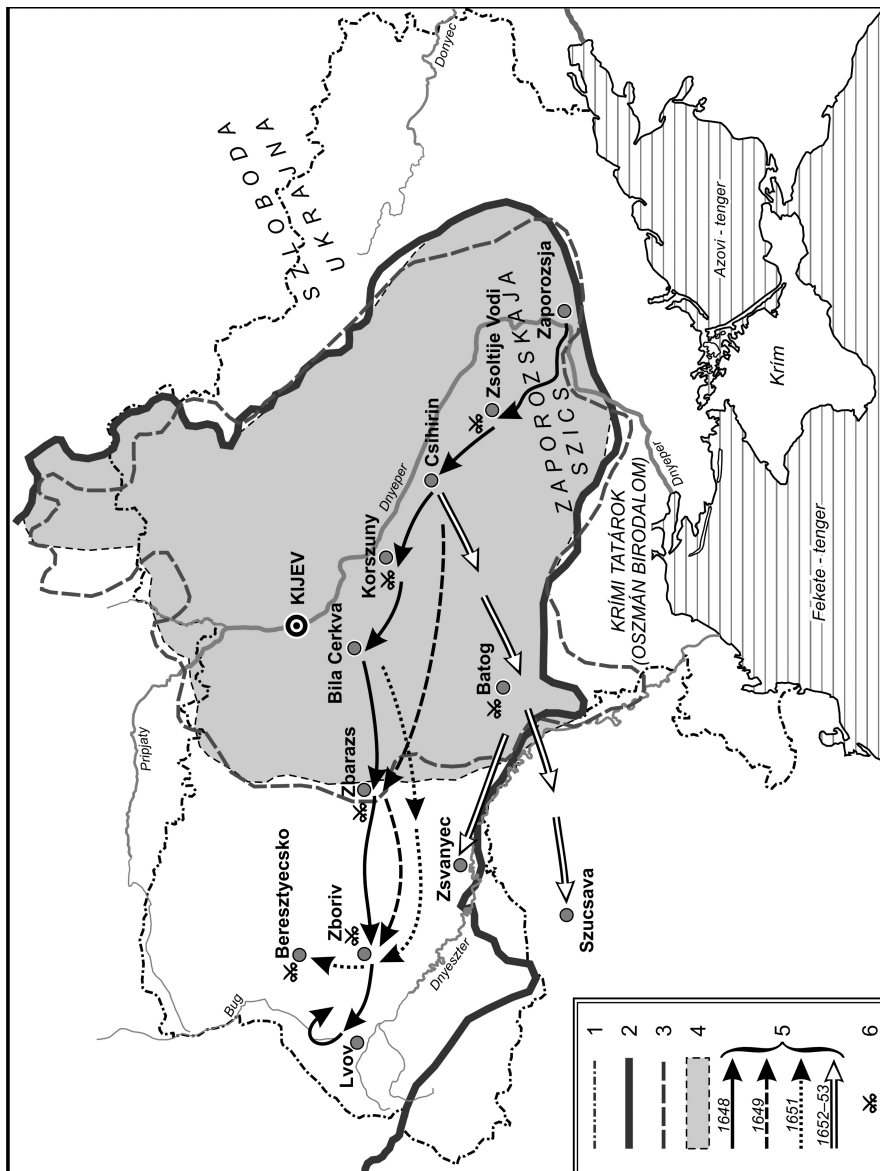 SZLOBODA
UKRAJNA
Donyec
Azovi - tenger
Krím
Fekete - tenger
Dnyeper
KRÍMI TATÁROK
(OSZMÁN BIRODALOM)
ZAPOROZSKAJA
SZICS
Zaporozsja
Zsoltije Vodi
Csihirin
Dnyeper
Korszuny
KIJEV
Bila Cerkva
Batog
Pripjaty
Zbarazs
Zsvanyec
Szucsava
Beresztyecsko
Zboriv
Dnyeszter
Bug
Lvov
1
2
3
4
1648
1649
1651
1652–53
5
6